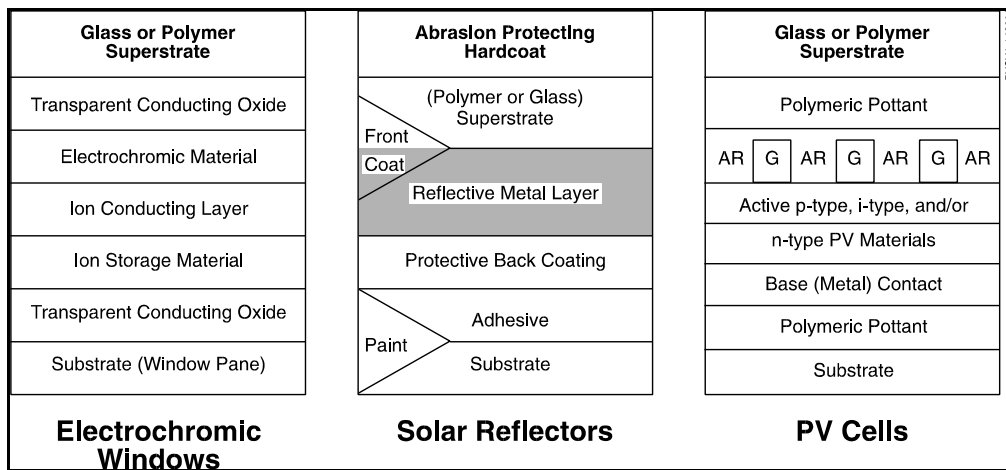 Glass or Polymer
Superstrate
Transparent Conducting Oxide
Electrochromic Material
Ion Conducting Layer
Ion Storage Material
Transparent Conducting Oxide
Substrate (Window Pane)
Electrochromic
Windows
Abrasion Protecting
Hardcoat
(Polymer or Glass)
Superstrate
Front
Coat
Reflective Metal Layer
Protective Back Coating
Adhesive
Paint
Substrate
Solar Reflectors
Glass or Polymer
Superstrate
Polymeric Pottant
AR G AR G AR G AR
Active p-type, i-type, and/or
n-type PV Materials
Base (Metal) Contact
Polymeric Pottant
Substrate
PV Cells